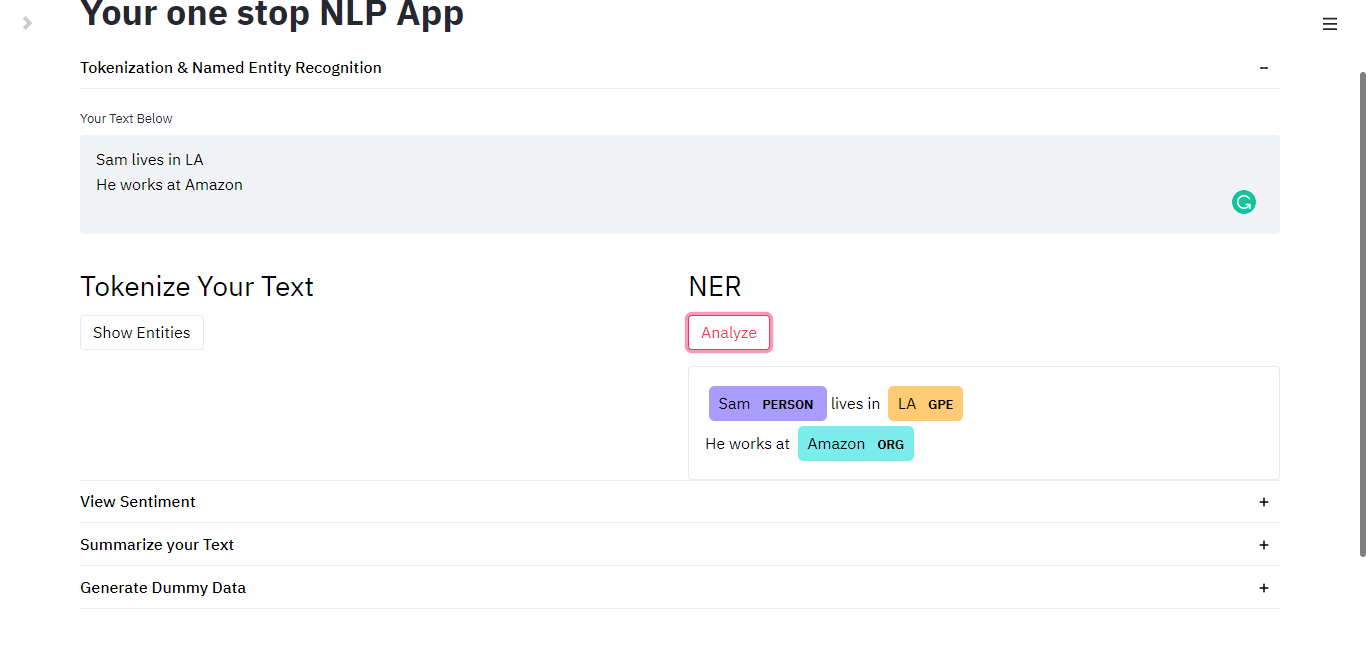 Your one stop NLP App
Tokenization & Named Entity Recognition
Your Text Below
Sam lives in LA
He works at Amazon
Tokenize Your Text
Show Entities
NER
Analyze
Sam PERSON lives in LA GPE
He works at Amazon ORG
View Sentiment
Summarize your Text
Generate Dummy Data